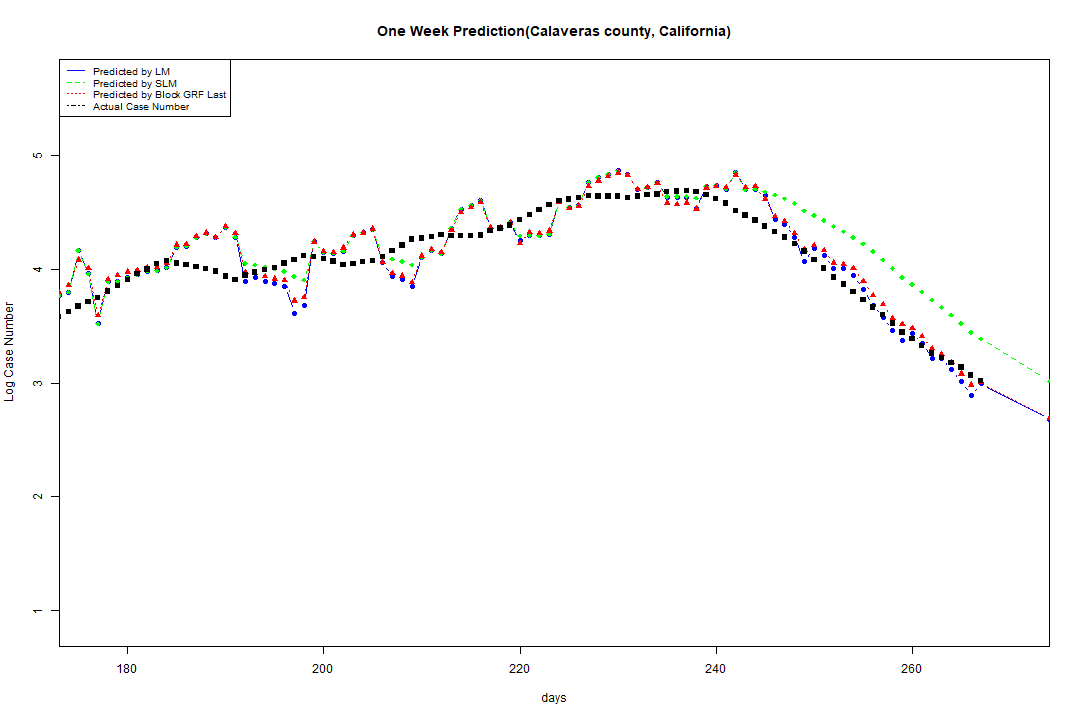 One Week Prediction(Calaveras county, California)
Predicted by LM
Predicted by SLM
Predicted by Block GRF Last
Actual Case Number
5
4
3
2
1
Log Case Number
180 200 220 240 260
days